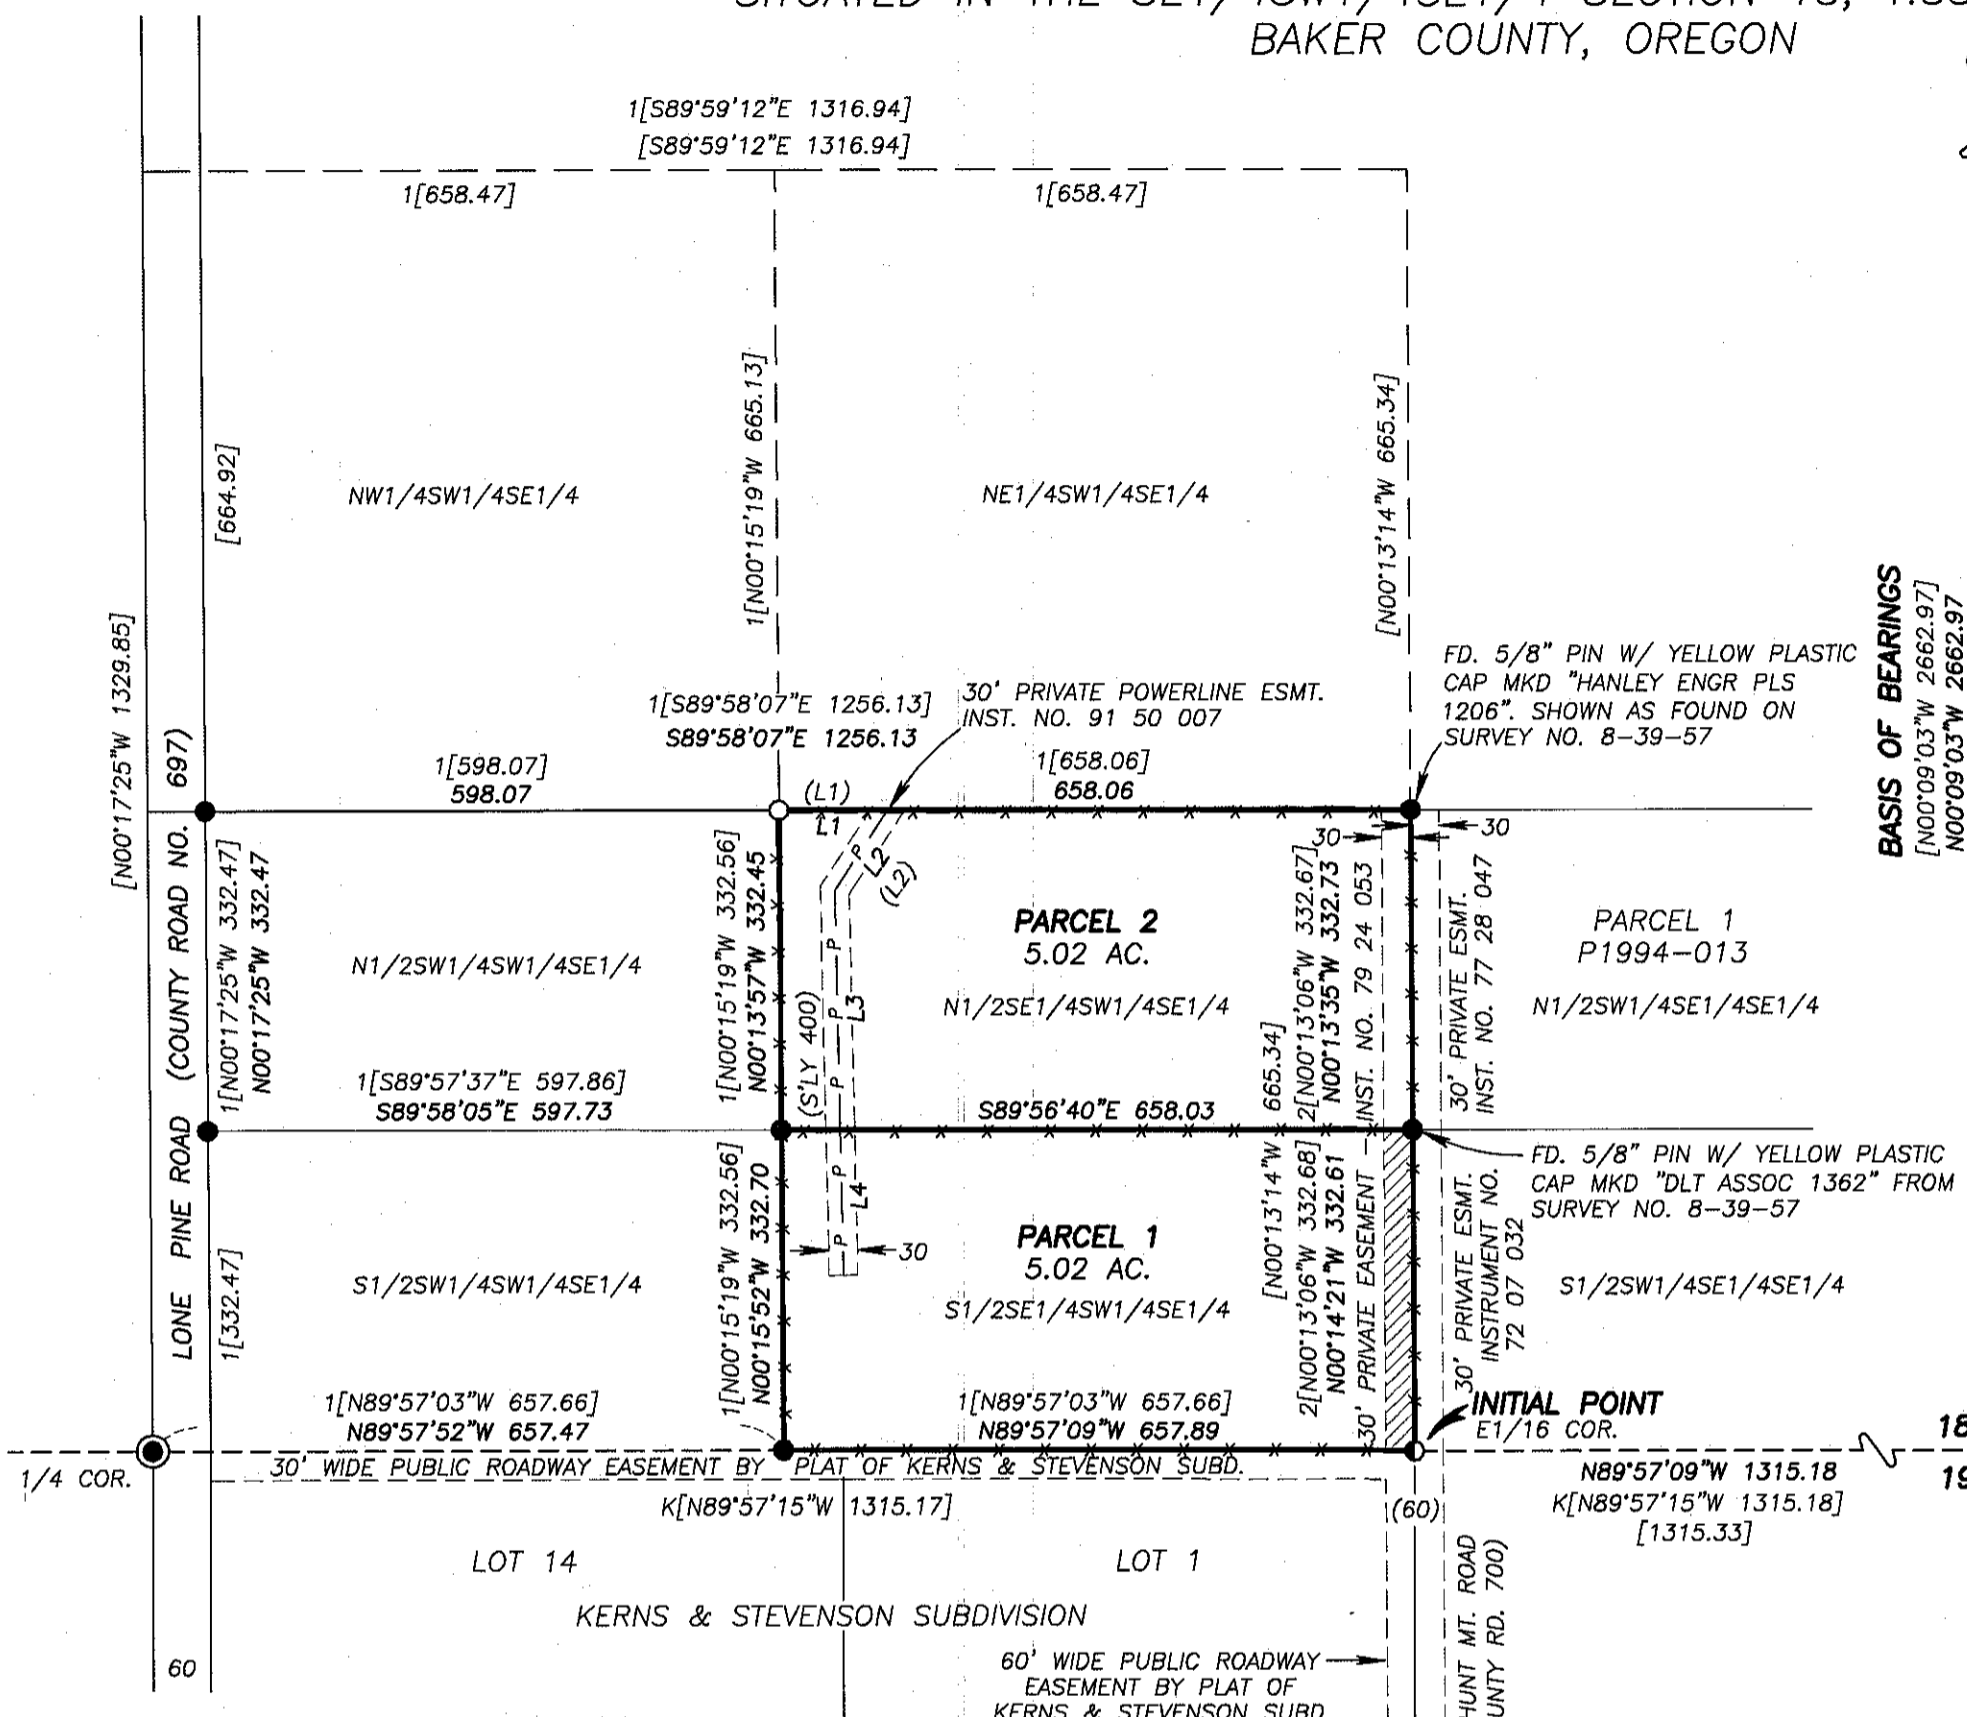 BAKER COUNTY, OREGON
1[S89°59'12"E 1316.94]
[S89°59'12"E 1316.94]
1[658.47]
1[658.47]
1[N00°15'19"W 665.13]
[N00°13'14"W 665.34]
[664.92]
NW1/4SW1/4SE1/4
NE1/4SW1/4SE1/4
[N00°17'25"W 1329.85]
BASIS OF BEARINGS
[N00°09'03"W 2662.97]
N00°09'03"W 2662.97
FD. 5/8" PIN W/ YELLOW PLASTIC
CAP MKD "HANLEY ENGR PLS
1206". SHOWN AS FOUND ON
SURVEY NO. 8-39-57
1[S89°58'07"E 1256.13]
S89°58'07"E 1256.13
30' PRIVATE POWERLINE ESMT.
INST. NO. 91 50 007
1[598.07]
598.07
1[658.06]
658.06
(L1)
L1
L2
(L2)
30
30
LONE PINE ROAD (COUNTY ROAD NO. 697)
1[N00°17'25"W 332.47]
N00°17'25"W 332.47
1[N00°15'19"W 332.56]
N00°13'57"W 332.45
P
P
P
P
P
P
(S'LY 400)
L3
PARCEL 2
5.02 AC.
N1/2SW1/4SW1/4SE1/4
N1/2SE1/4SW1/4SE1/4
2[N00°13'06"W 332.67]
N00°13'35"W 332.73
30' PRIVATE EASEMENT - INST. NO. 79 24 053
30' PRIVATE ESMT.
INST. NO. 77 28 047
PARCEL 1
P1994-013
N1/2SW1/4SE1/4SE1/4
1[S89°57'37"E 597.86]
S89°58'05"E 597.73
S89°56'40"E 658.03
[N00°13'14"W 665.34]
FD. 5/8" PIN W/ YELLOW PLASTIC
CAP MKD "DLT ASSOC 1362" FROM
SURVEY NO. 8-39-57
1[332.47]
1[N00°15'19"W 332.56]
N00°15'52"W 332.70
L4
30
PARCEL 1
5.02 AC.
S1/2SW1/4SW1/4SE1/4
S1/2SE1/4SW1/4SE1/4
2[N00°13'06"W 332.68]
N00°14'21"W 332.61
30' PRIVATE ESMT.
INSTRUMENT NO.
72 07 032
S1/2SW1/4SE1/4SE1/4
1[N89°57'03"W 657.66]
N89°57'52"W 657.47
1[N89°57'03"W 657.66]
N89°57'09"W 657.89
INITIAL POINT
E1/16 COR.
18
19
1/4 COR.
30' WIDE PUBLIC ROADWAY EASEMENT BY PLAT OF KERNS & STEVENSON SUBD.
N89°57'09"W 1315.18
K[N89°57'15"W 1315.18]
[1315.33]
K[N89°57'15"W 1315.17]
(60)
LOT 14
LOT 1
KERNS & STEVENSON SUBDIVISION
60
60' WIDE PUBLIC ROADWAY
EASEMENT BY PLAT OF
KERNS & STEVENSON SUBD
HUNT MT. ROAD
UNTY RD. 700)